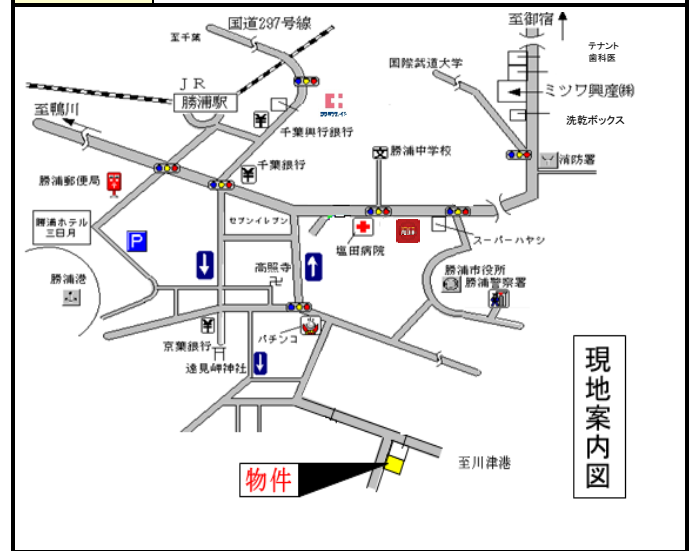 国道297号線
至千葉
至御宿
テナント
歯科医
国際武道大学
ミツワ興産㈱
洗乾ボックス
消防署
ＪＲ
勝浦駅
至鴨川
千葉興行銀行
千葉銀行
勝浦中学校
勝浦郵便局
勝浦ホテル
三日月
P
セブンイレブン
塩田病院
スーパーハヤシ
高照寺
勝浦市役所
勝浦警察署
勝浦港
パチンコ
京葉銀行
遠見岬神社
現地案内図
至川津港
物件